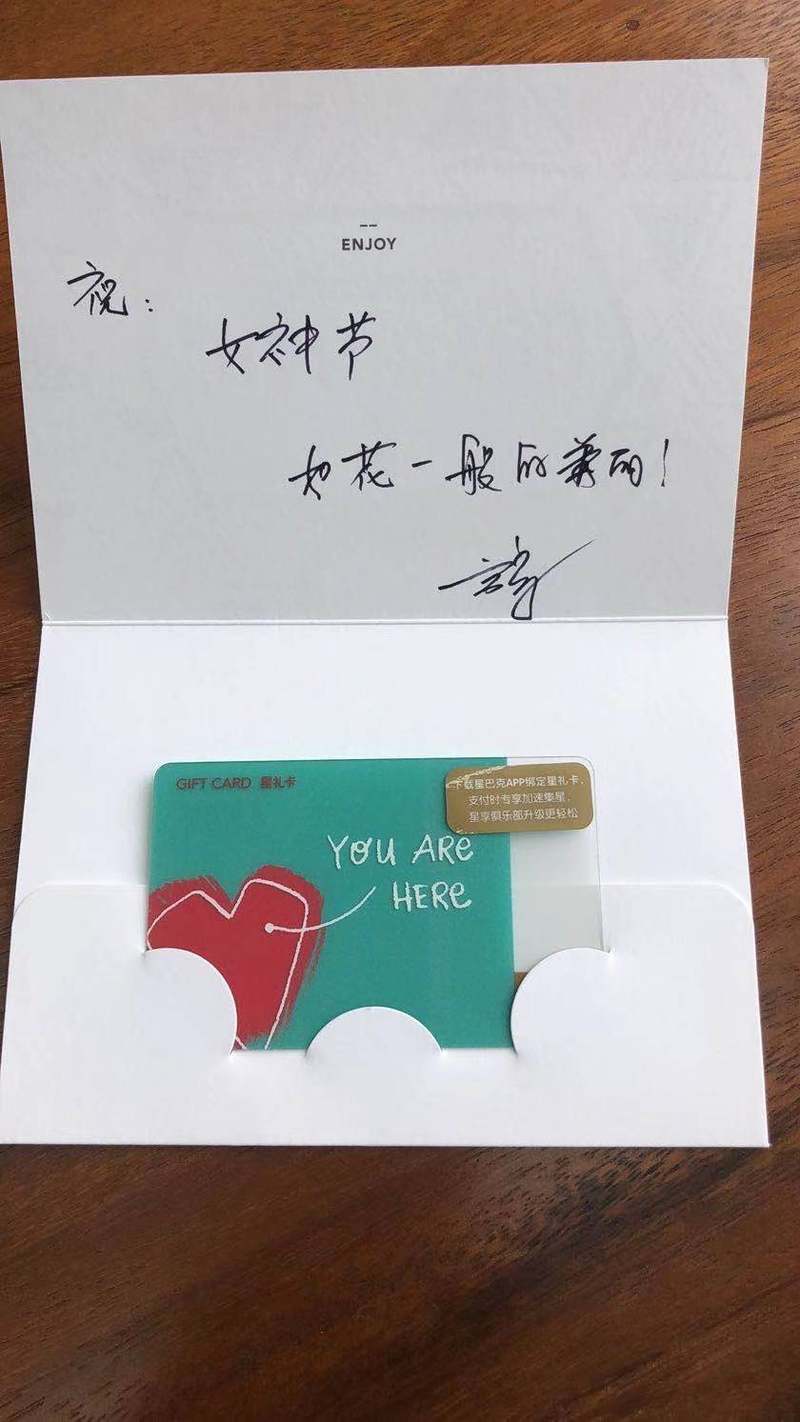 ENJOY
祝：
女神节
如花一般的美丽！
GIFT CARD 星礼卡
下载星巴克APP绑定星礼卡，
支付时专享加速集星，
星享俱乐部升级更轻松
YOU ARE
HERE